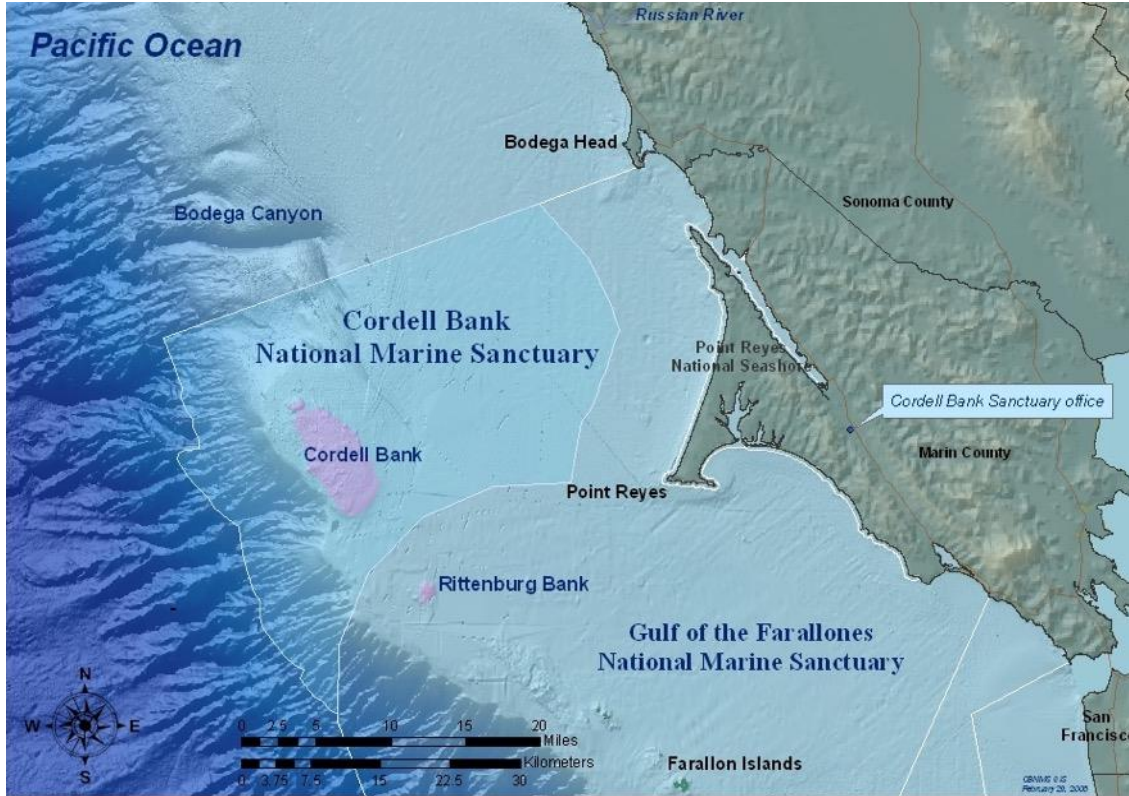 Russian River
Pacific Ocean
Bodega Head
Sonoma County
Bodega Canyon
Cordell Bank
National Marine Sanctuary
Point Reyes
National Seashore
Cordell Bank Sanctuary office
Cordell Bank
Marin County
Point Reyes
Rittenburg Bank
Gulf of the Farallones
National Marine Sanctuary
N
W
E
S
0 2.5 5 10 15 20
Miles
Kilometers
0 3.75 7.5 15 22.5 30
San
Francisco
Farallon Islands
CBNMS GIS